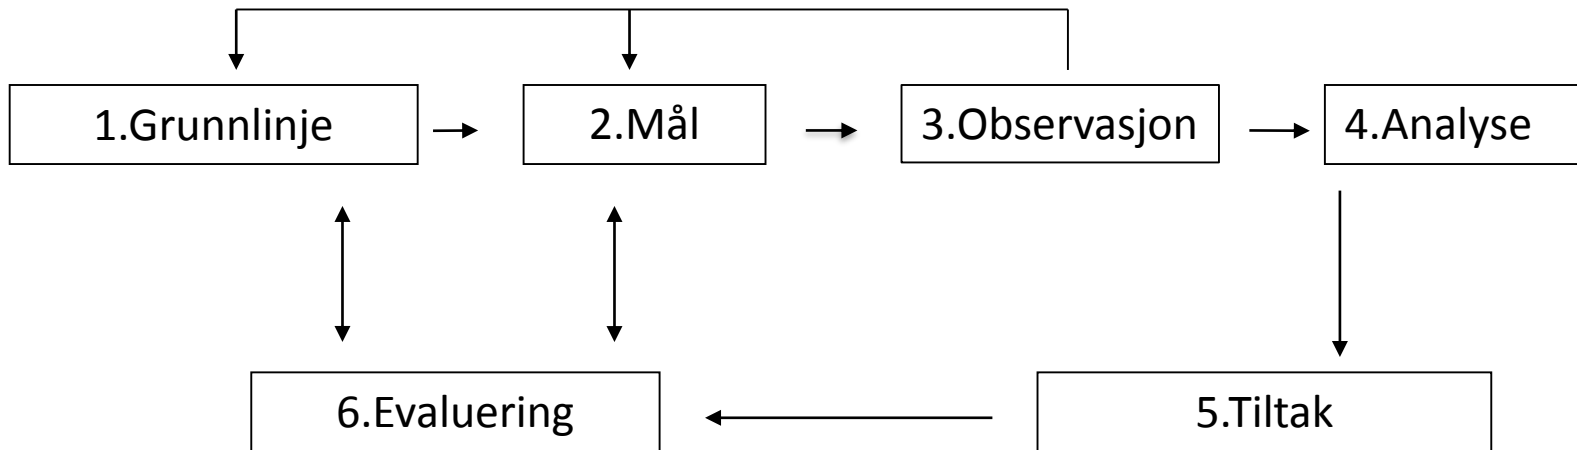 1.Grunnlinje
2.Mål
3.Observasjon
4.Analyse
6.Evaluering
5.Tiltak